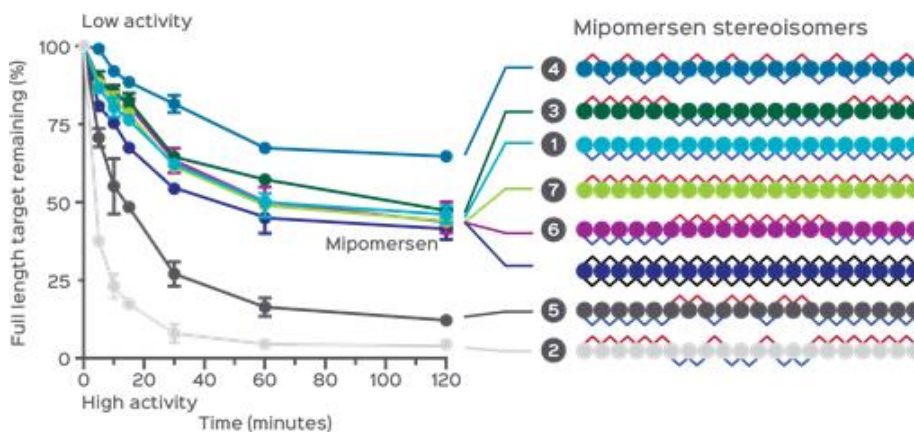 Low activity
Mipomersen stereoisomers
Full length target remaining (%)
100
75
50
25
0
Mipomersen
4
3
1
7
6
5
2
0 20 40 60 80 100 120
High activity
Time (minutes)